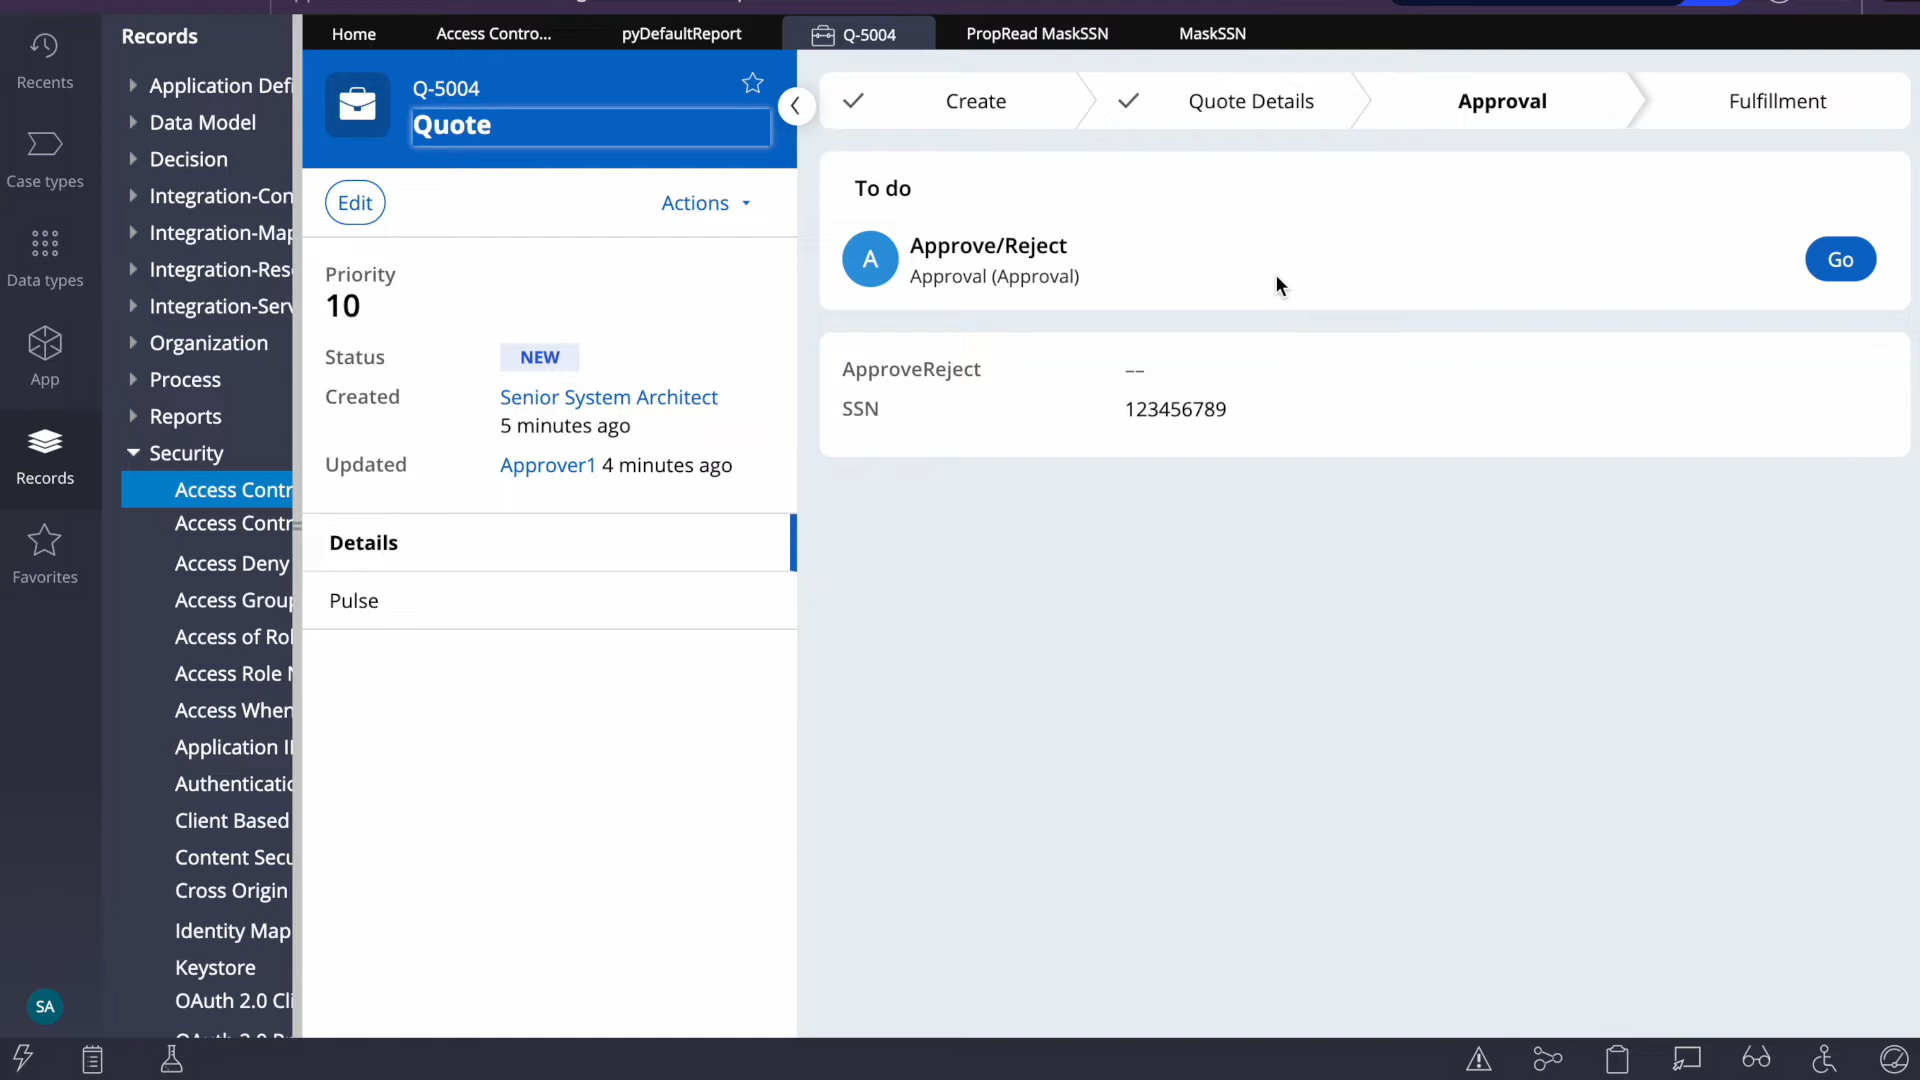 Home
Access Contro...
pyDefaultReport
Q-5004
PropRead MaskSSN
MaskSSN
Recents
Case types
Data types
App
Records
Favorites
SA
Records
Application Defi
Data Model
Decision
Integration-Con
Integration-Map
Integration-Res
Integration-Serv
Organization
Process
Reports
Security
Access Contr
Access Contr
Access Deny
Access Group
Access of Rol
Access Role N
Access When
Application I
Authenticatio
Client Based
Content Secu
Cross Origin
Identity Map
Keystore
OAuth 2.0 Cli
Q-5004
Quote
Edit
Actions
Priority
10
Status NEW
Created Senior System Architect
5 minutes ago
Updated Approver1 4 minutes ago
Details
Pulse
Create
Quote Details
Approval
Fulfillment
To do
A
Approve/Reject
Approval (Approval)
Go
ApproveReject ––
SSN 123456789